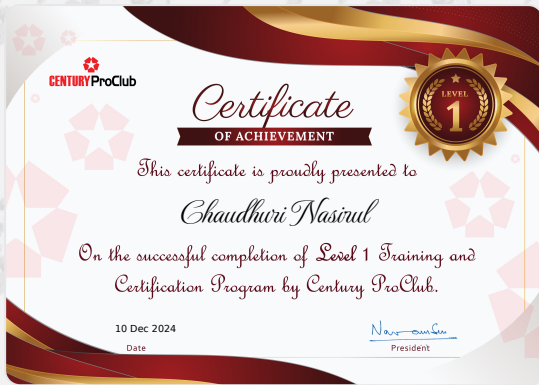 CENTURY ProClub
LEVEL
1
Certificate
OF ACHIEVEMENT
This certificate is proudly presented to
Chaudhuri Nasirul
On the successful completion of Level 1 Training and
Certification Program by Century ProClub.
10 Dec 2024
Date
President